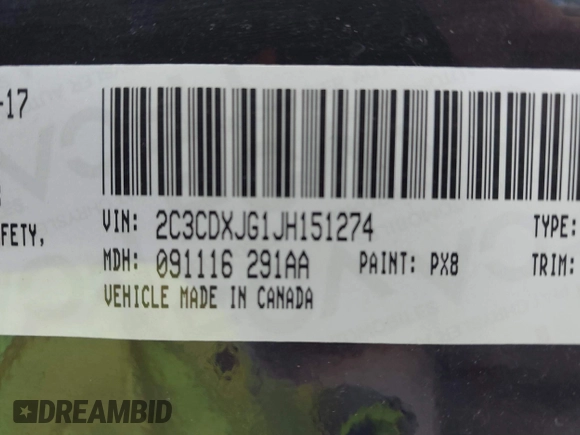 -17
FETY,
VIN: 2C3CDXJG1JH151274 TYPE:
MDH: 091116 291AA PAINT: PX8 TRIM:
VEHICLE MADE IN CANADA
DREAMBID